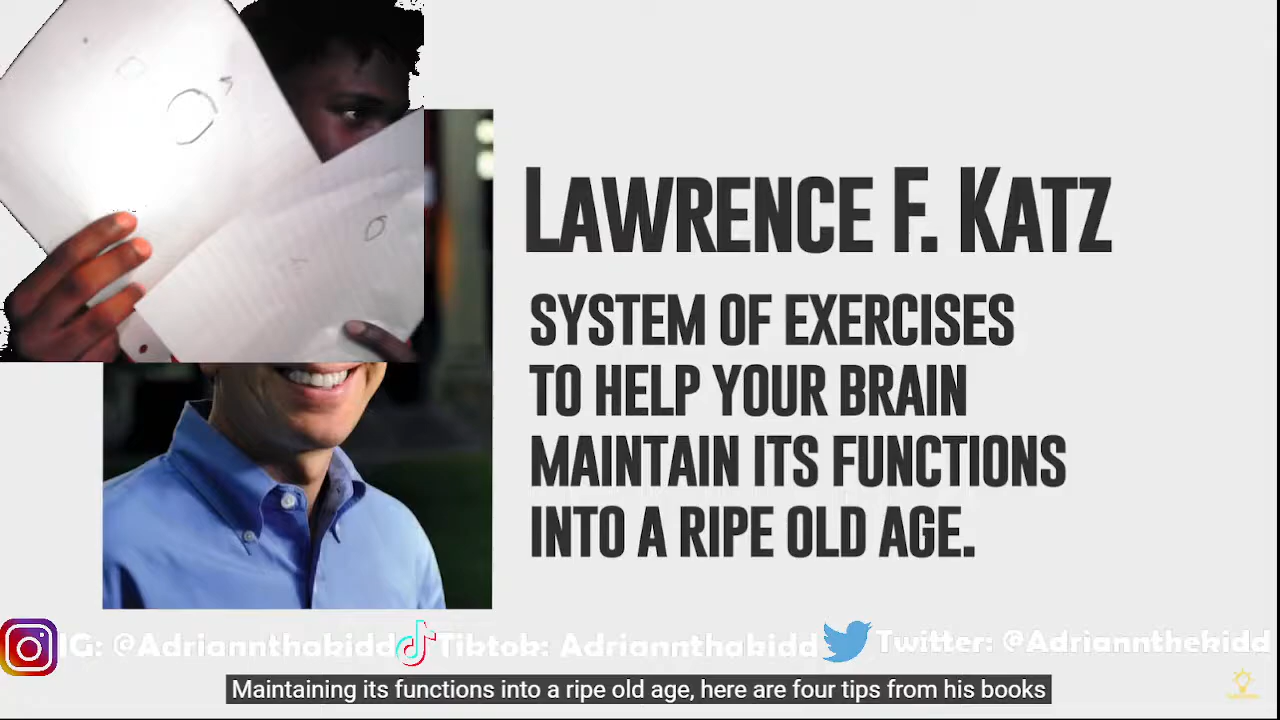 LAWRENCE F. KATZ
SYSTEM OF EXERCISES
TO HELP YOUR BRAIN
MAINTAIN ITS FUNCTIONS
INTO A RIPE OLD AGE.
IG: @Adriannthakidd Tiktok: Adriannthakidd Twitter: @Adriannthekidd
Maintaining its functions into a ripe old age, here are four tips from his books